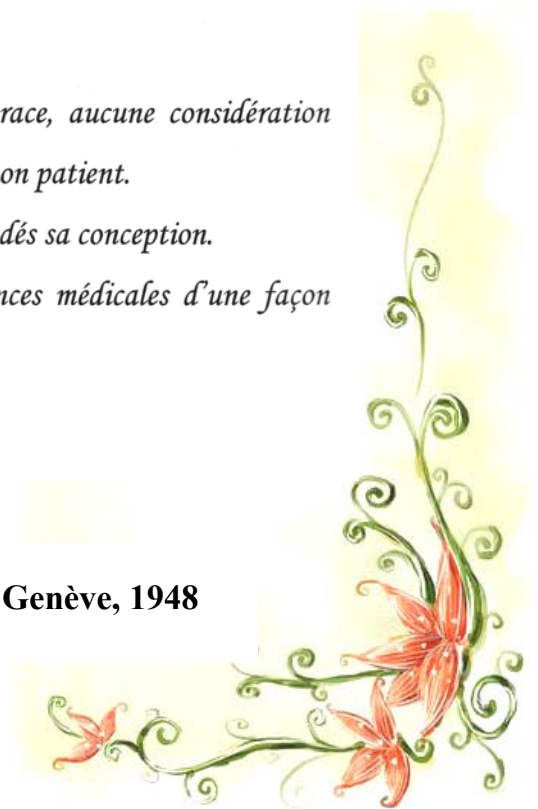 race, aucune considération
on patient.
dés sa conception.
nces médicales d'une façon
Genève, 1948